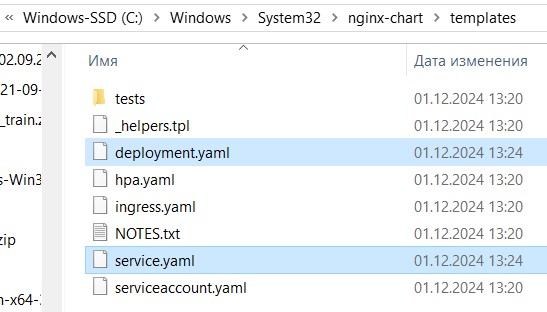 « Windows-SSD (C:) > Windows > System32 > nginx-chart > templates
02.09.2
21-09-
_train.z
s-Win3
zip
n-x64-
Имя Дата изменения
tests 01.12.2024 13:20
_helpers.tpl 01.12.2024 13:20
deployment.yaml 01.12.2024 13:24
hpa.yaml 01.12.2024 13:20
ingress.yaml 01.12.2024 13:20
NOTES.txt 01.12.2024 13:20
service.yaml 01.12.2024 13:24
serviceaccount.yaml 01.12.2024 13:20